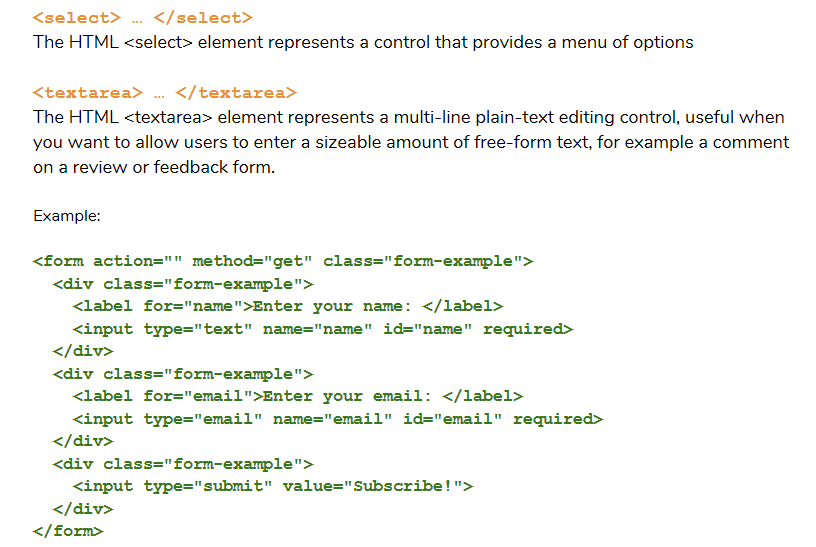 <select> … </select>
The HTML <select> element represents a control that provides a menu of options
<textarea> … </textarea>
The HTML <textarea> element represents a multi-line plain-text editing control, useful when
you want to allow users to enter a sizeable amount of free-form text, for example a comment
on a review or feedback form.
Example:
<form action="" method="get" class="form-example">
  <div class="form-example">
    <label for="name">Enter your name: </label>
    <input type="text" name="name" id="name" required>
  </div>
  <div class="form-example">
    <label for="email">Enter your email: </label>
    <input type="email" name="email" id="email" required>
  </div>
  <div class="form-example">
    <input type="submit" value="Subscribe!">
  </div>
</form>